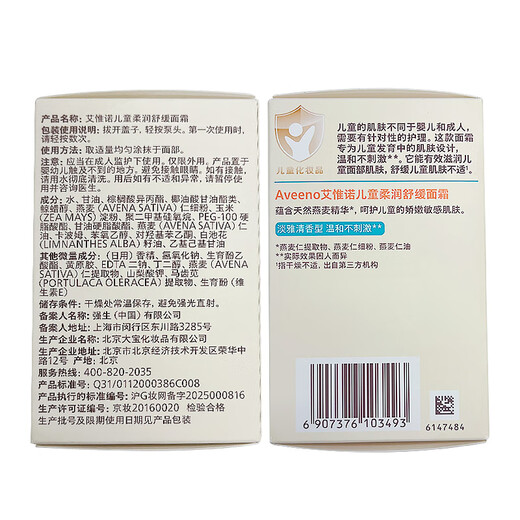 产品名称：艾惟诺儿童柔润舒缓面霜
包装使用说明：拔开盖子，轻按泵头。第一次使用时，
请轻按数次。
使用方法：取适量均匀涂抹于面部。
注意：应当在成人监护下使用。仅限外用。产品置于
婴幼儿触及不到的地方。避免接触眼睛。如有接触，请
用水彻底清洗。用后如有不适和异常，请暂停使
用并咨询医生。
成分：水、甘油、棕榈酸异丙酯、椰油酸甘油酯类、
鲸蜡醇、燕麦（AVENA SATIVA）仁细粉、玉米
（ZEA MAYS）淀粉、聚二甲基硅氧烷、PEG-100 硬
脂酸酯、甘油硬脂酸酯、燕麦（AVENA SATIVA）仁
油、卡波姆、苯氧乙醇、对羟基苯乙酮、白池花
（LIMNANTHES ALBA）籽油、乙基己基甘油
其他微量成分：（日用）香精、氢氧化钠、生育酚乙
酸酯、黄原胶、EDTA 二钠、丁二醇、燕麦（AVENA
SATIVA）仁提取物、山梨酸钾、马齿苋
（PORTULACA OLERACEA）提取物、生育酚（维
生素E）
储存条件：干燥处常温保存，避免强光直射。
备案人名称：强生（中国）有限公司
备案人地址：上海市闵行区东川路3285号
生产企业名称：北京大宝化妆品有限公司
生产企业地址：北京市北京经济技术开发区荣华中
路12号 产地：北京
服务热线：400-820-2035
产品标准号：Q31/0112000386C008
产品执行的标准编号：沪G妆网备字2025000816
生产许可证编号：京妆20160020 检验合格
生产批号及限期使用日期见产品包装
儿童化妆品
儿童的肌肤不同于婴儿和成人，
需要有针对性的护理。这款面霜
专为儿童发育中的肌肤设计，
温和不刺激**。它能有效滋润儿
童面部肌肤，舒缓儿童肌肤不适¹。
Aveeno艾惟诺儿童柔润舒缓面霜
蕴含天然燕麦精华*，呵护儿童的娇嫩敏感肌肤。
淡雅清香型 温和不刺激**
*燕麦仁提取物、燕麦仁细粉、燕麦仁油
**实际效果因人而异
¹指干燥不适，出自第三方机构
6 907376 103493
6147484